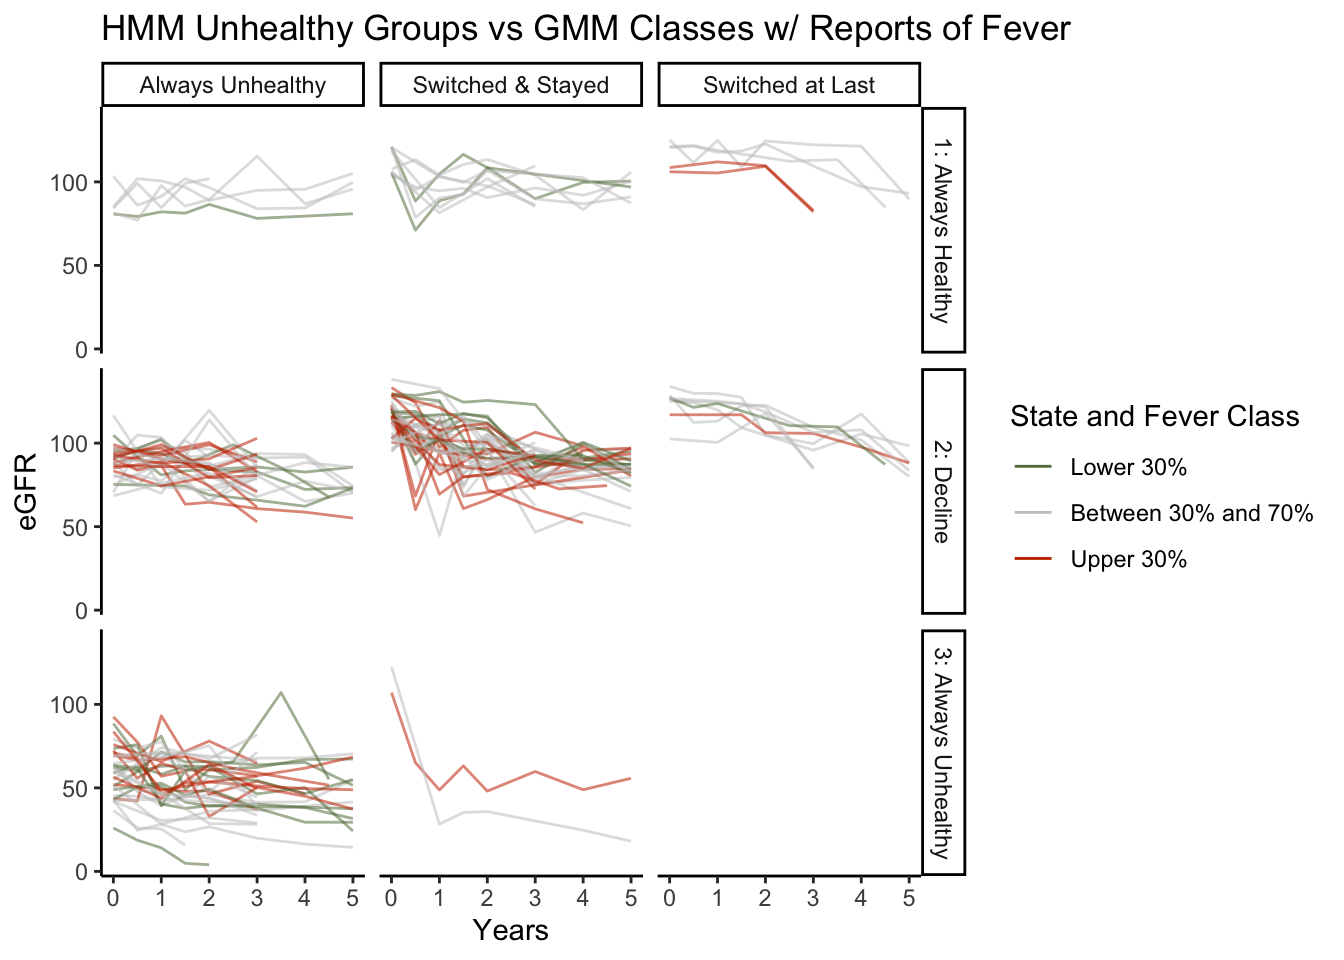 HMM Unhealthy Groups vs GMM Classes w/ Reports of Fever
Always Unhealthy
Switched & Stayed
Switched at Last
1: Always Healthy
100
50
0
2: Decline
100
50
0
3: Always Unhealthy
100
50
0
eGFR
0 1 2 3 4 5
0 1 2 3 4 5
0 1 2 3 4 5
Years
State and Fever Class
Lower 30%
Between 30% and 70%
Upper 30%